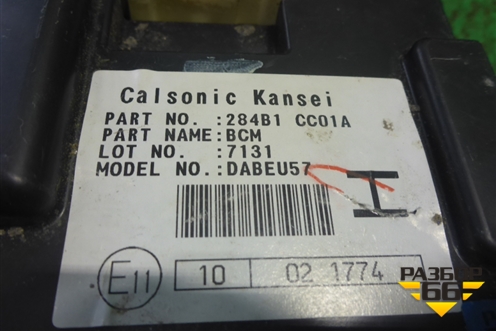 Calsonic Kansei
PART NO. :284B1 CC01A
PART NAME:BCM
LOT NO. :7131
MODEL NO.:DABEU57
I
E11
10 02 1774
РАЗБОР
66